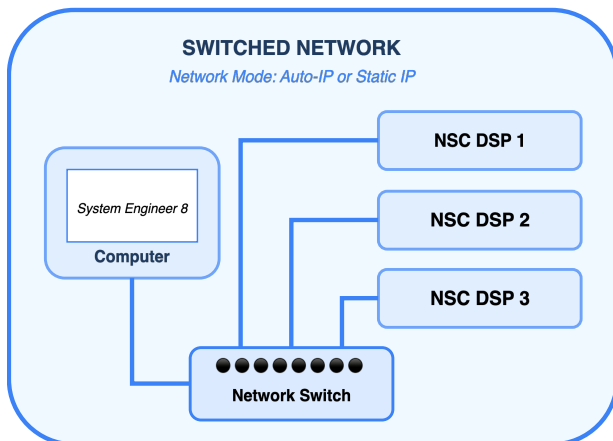 SWITCHED NETWORK
Network Mode: Auto-IP or Static IP
NSC DSP 1
System Engineer 8
Computer
NSC DSP 2
NSC DSP 3
Network Switch